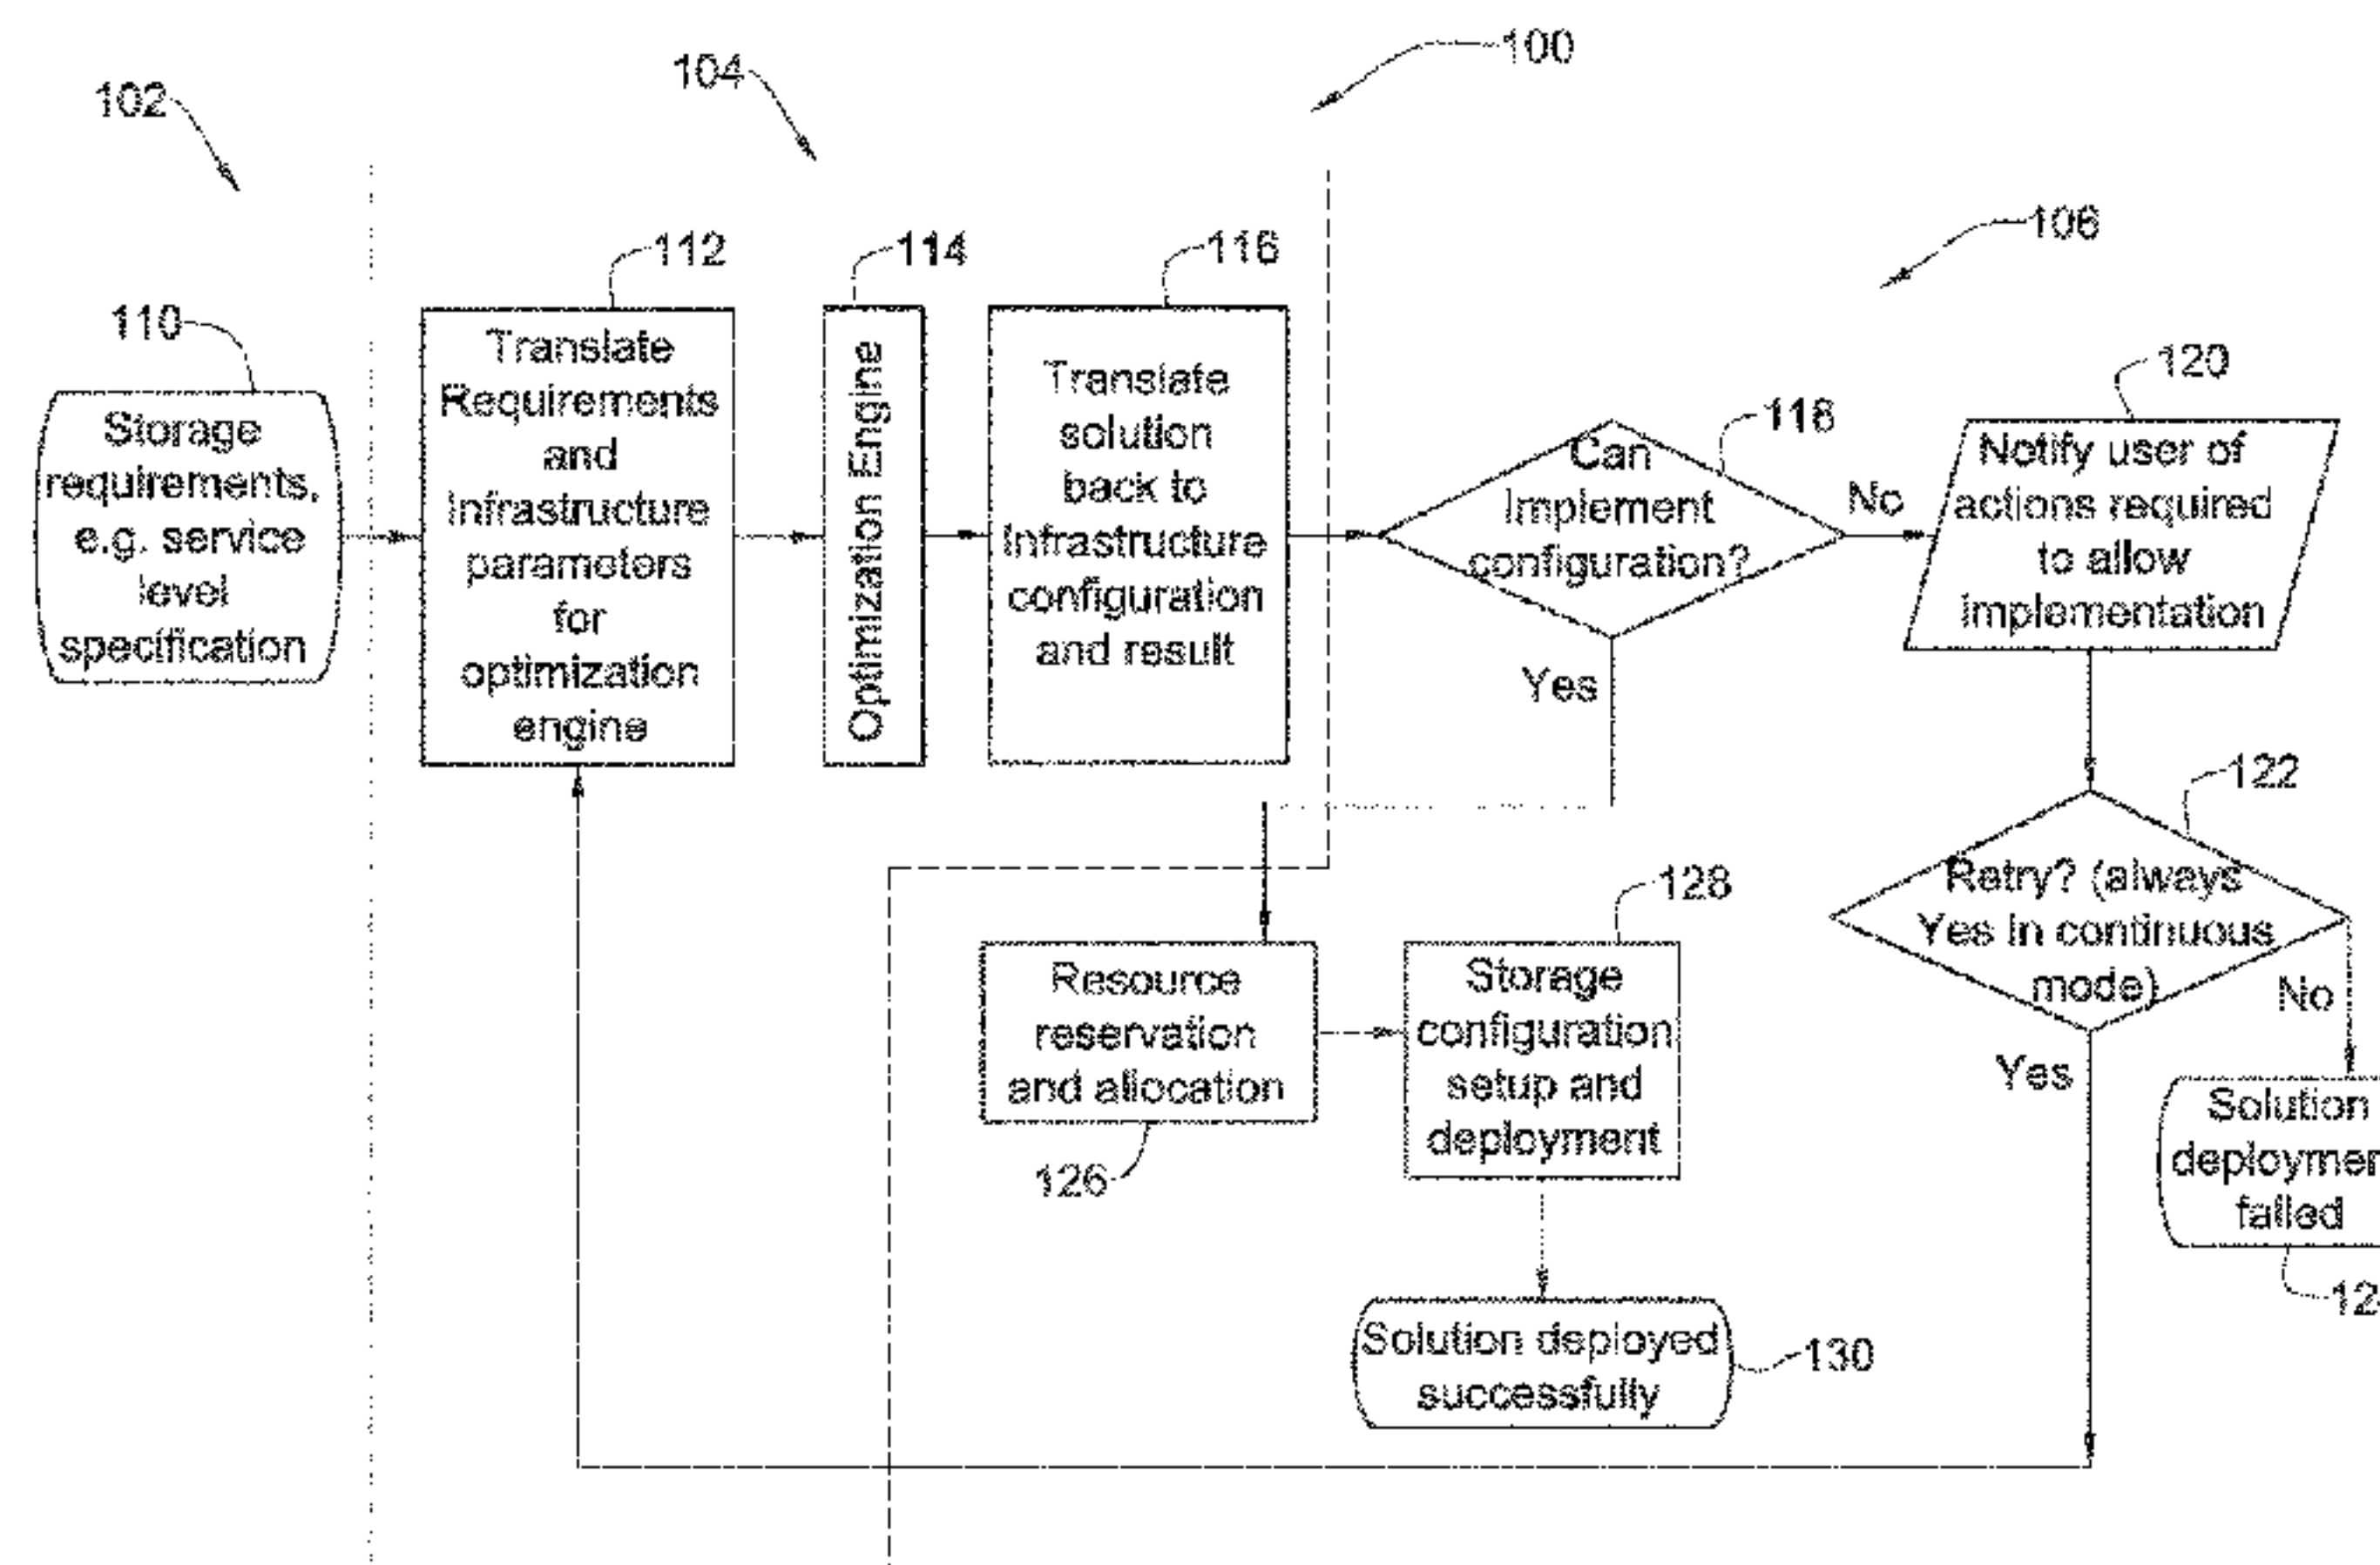 100
104
102
106
112
114
116
110
Translate
Requirements
and
Infrastructure
parameters
for
optimization
engine
Optimization Engine
Translate
solution
back to
Infrastructure
configuration
and result
Storage
requirements,
e.g. service
level
specification
118
Can
Implement
configuration?
No
Yes
120
Notify user of
actions required
to allow
implementation
122
Retry? (always
Yes in continuous
mode)
No
Yes
128
Resource
reservation
and allocation
126
Storage
configuration
setup and
deployment
Solution
deploymen
failed
12
Solution deployed
successfully
130